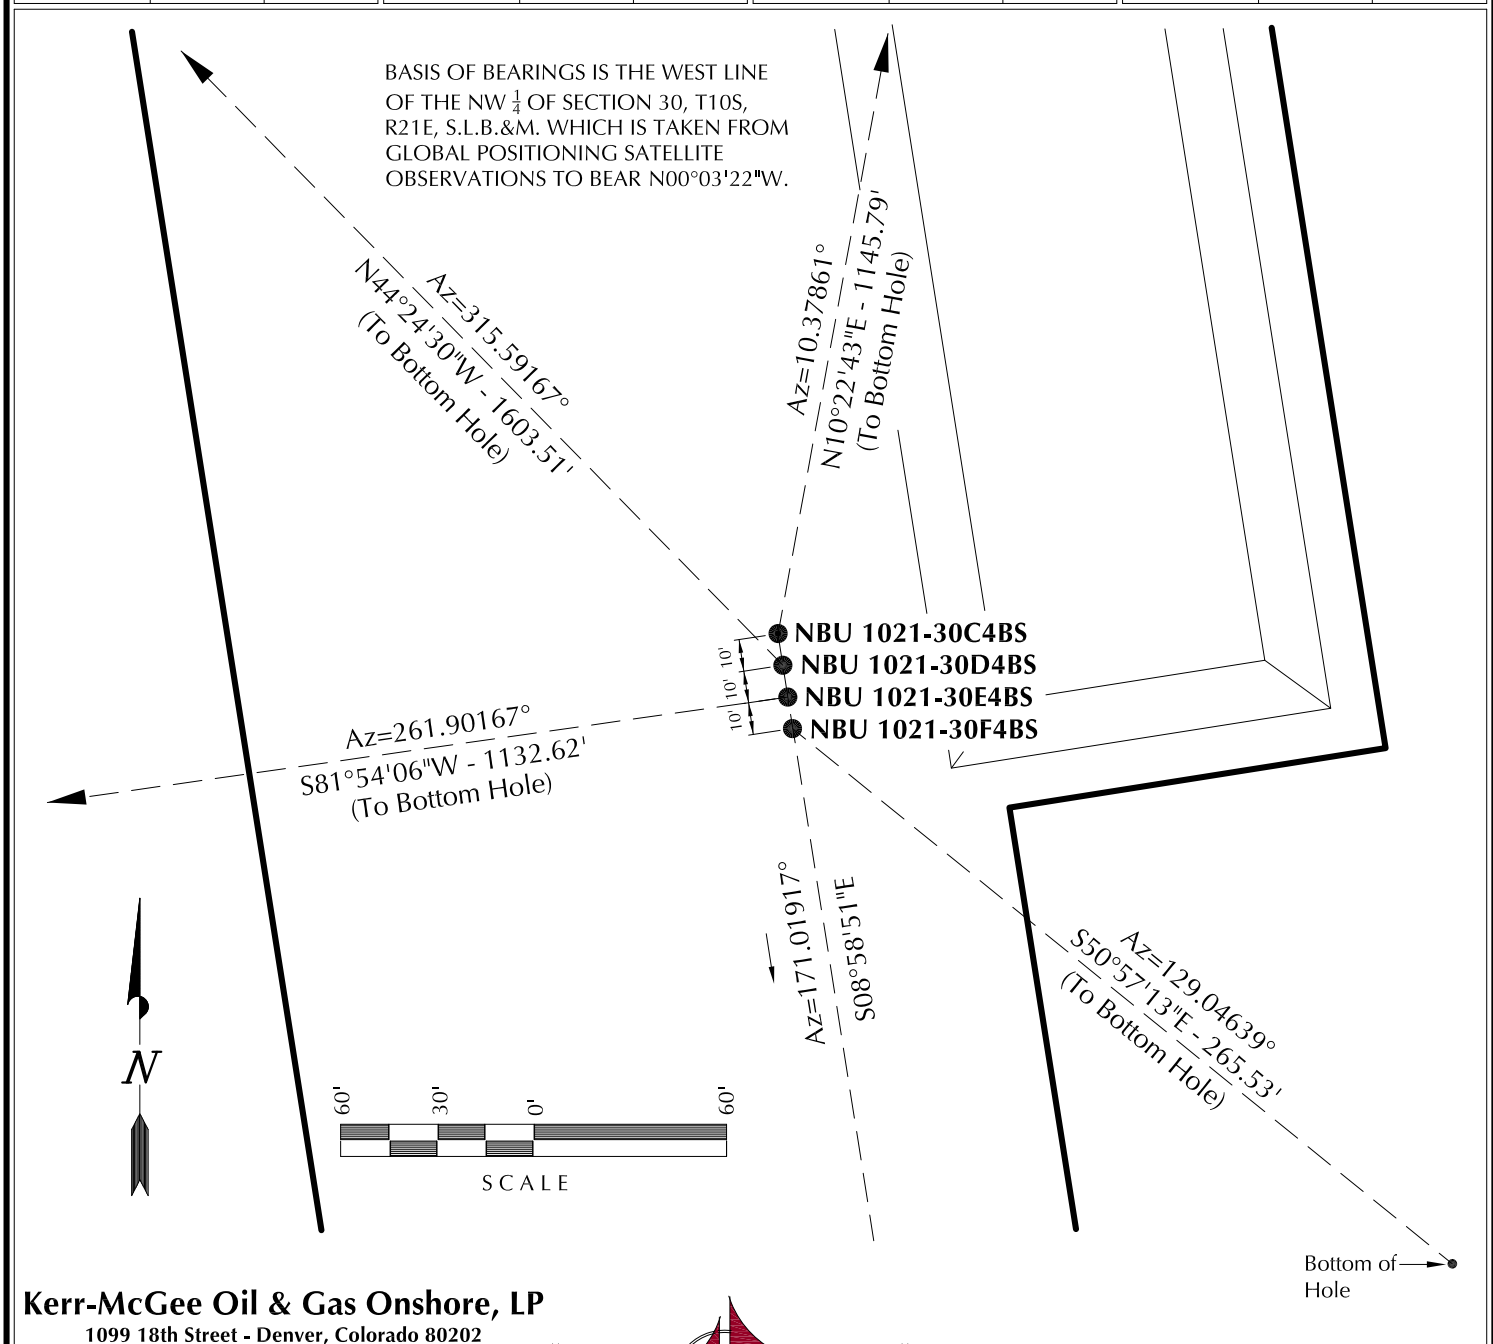 BASIS OF BEARINGS IS THE WEST LINE
OF THE NW 1/4 OF SECTION 30, T10S,
R21E, S.L.B.&M. WHICH IS TAKEN FROM
GLOBAL POSITIONING SATELLITE
OBSERVATIONS TO BEAR N00°03'22"W.
Az=315.59167°
N44°24'30"W - 1603.51'
(To Bottom Hole)
Az=10.37861°
N10°22'43"E - 1145.79'
(To Bottom Hole)
NBU 1021-30C4BS
NBU 1021-30D4BS
NBU 1021-30E4BS
NBU 1021-30F4BS
10'
10'
10'
Az=261.90167°
S81°54'06"W - 1132.62'
(To Bottom Hole)
Az=171.01917°
S08°58'51"E
Az=129.04639°
S50°57'13"E - 265.53'
(To Bottom Hole)
N
60'
30'
0'
60'
SCALE
Bottom of
Hole
Kerr-McGee Oil & Gas Onshore, LP
1099 18th Street - Denver, Colorado 80202